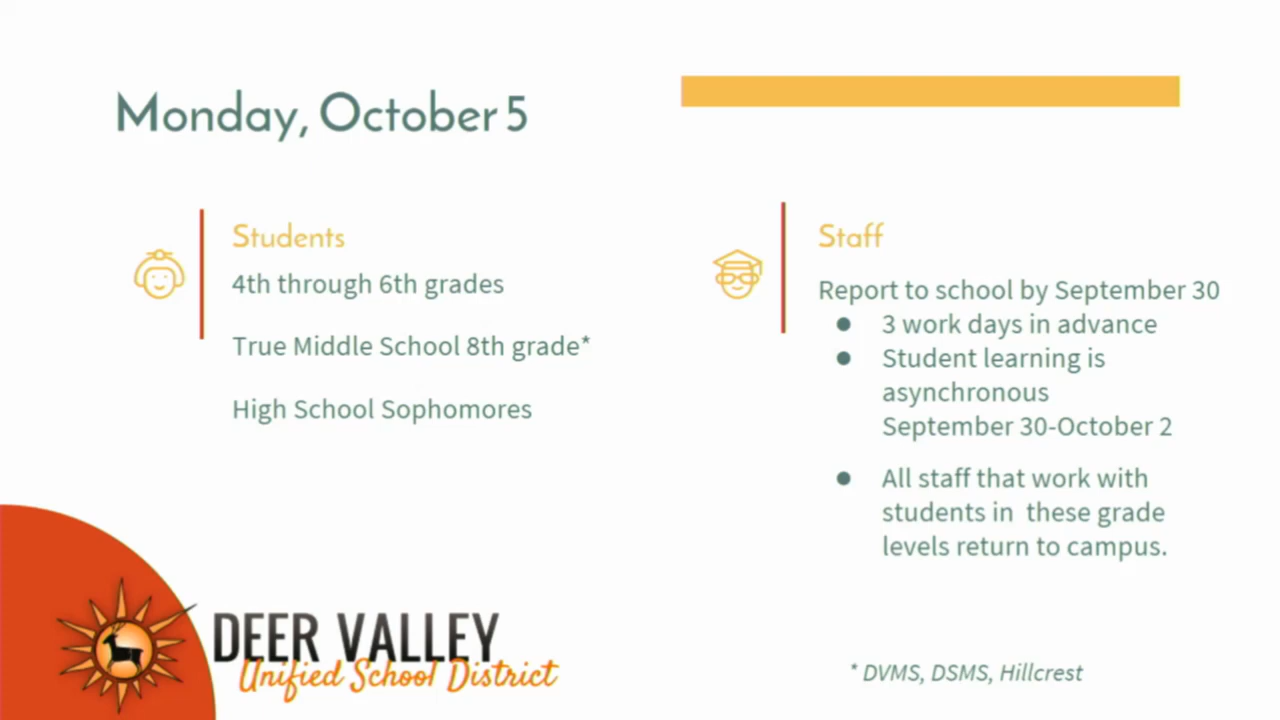 Monday, October 5
Students
4th through 6th grades
True Middle School 8th grade*
High School Sophomores
Staff
Report to school by September 30
● 3 work days in advance
● Student learning is
asynchronous
September 30-October 2
● All staff that work with
students in these grade
levels return to campus.
DEER VALLEY
Unified School District
* DVMS, DSMS, Hillcrest